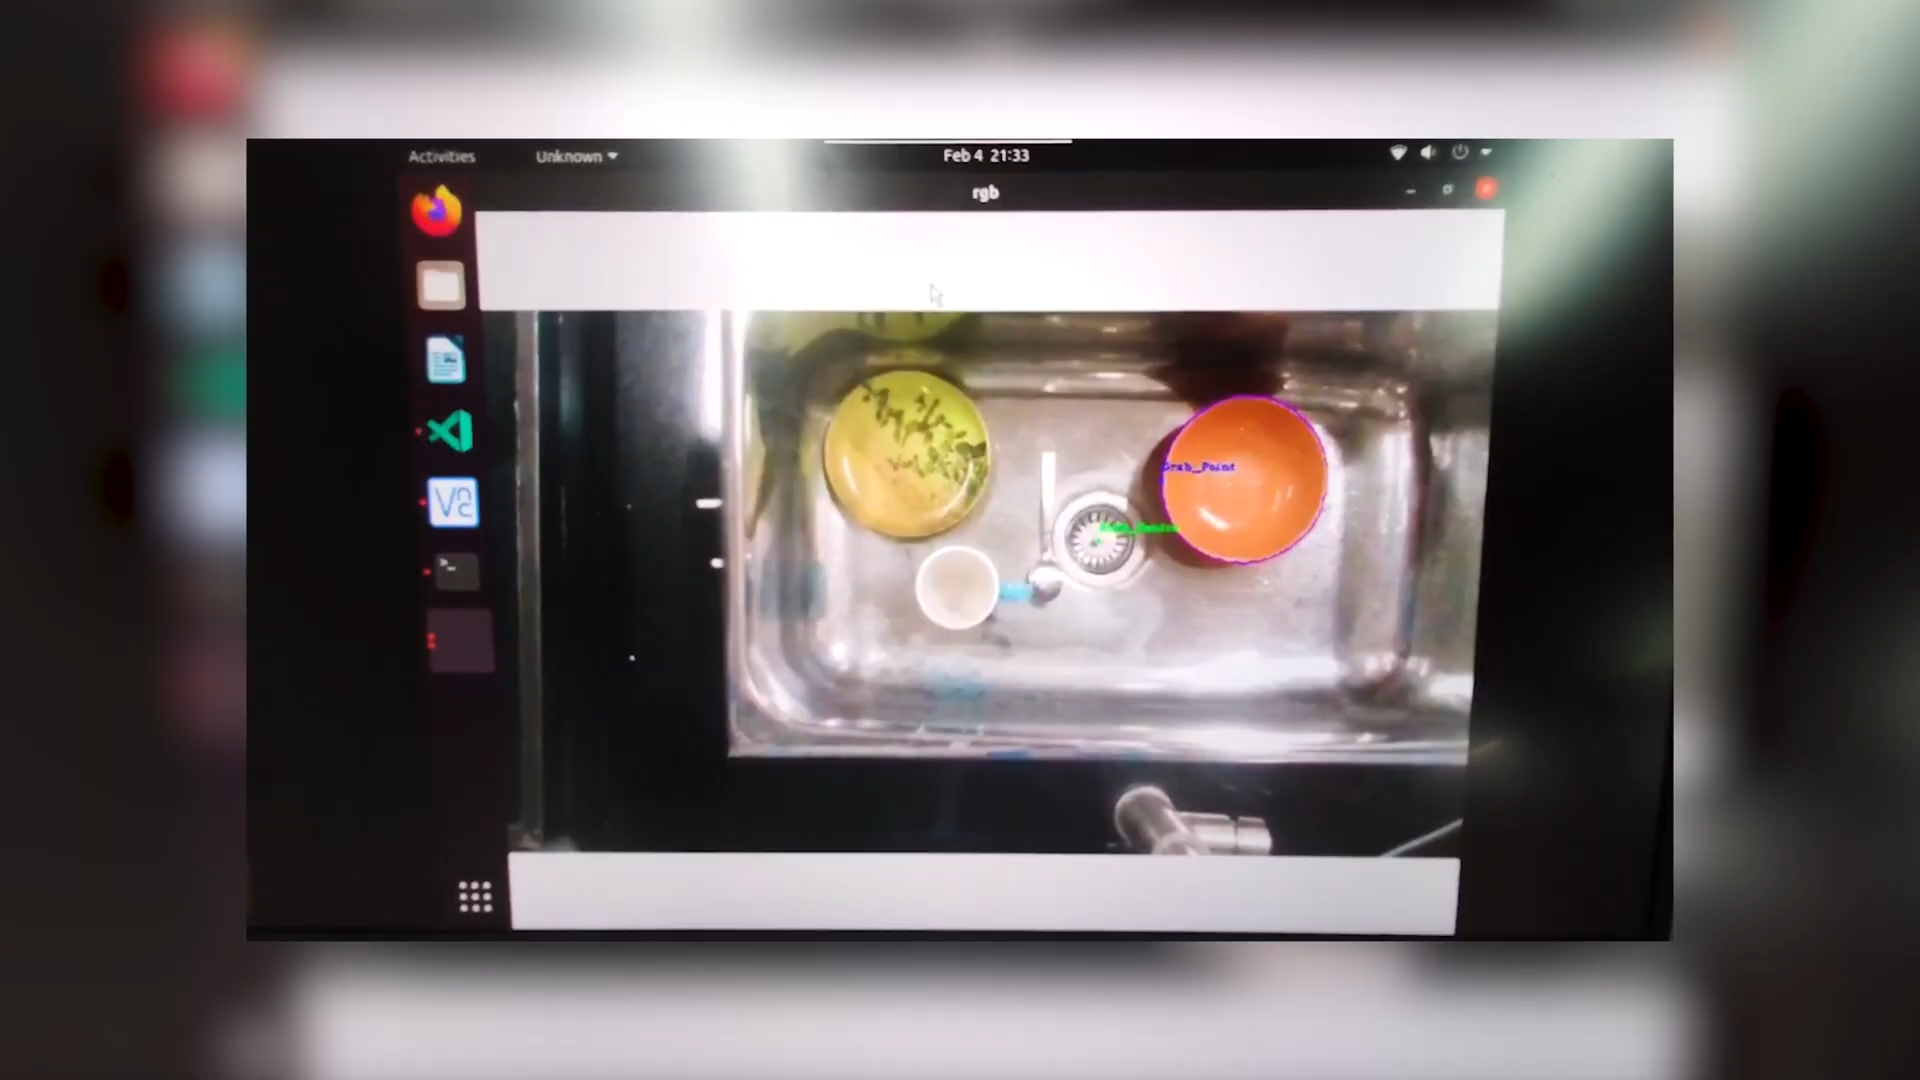 Activities
Unknown
Feb 4 21:33
rgb
Grab_Point